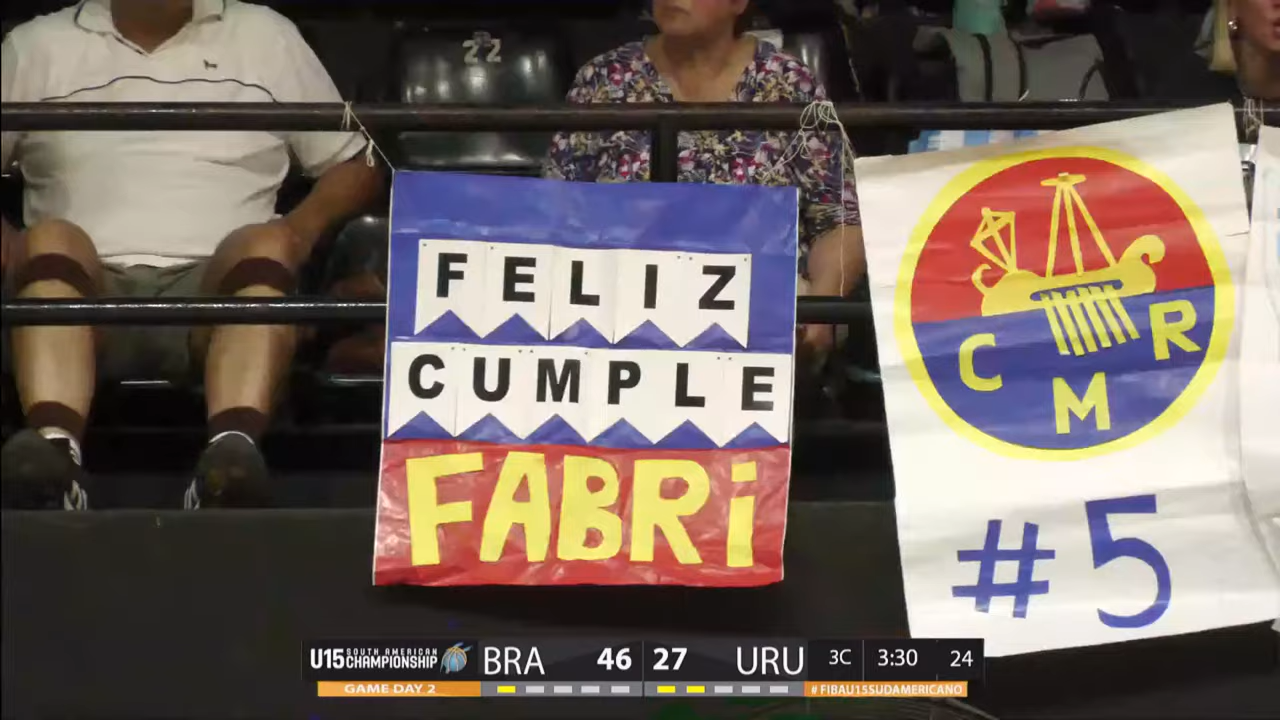 22
FELIZ
CUMPLE
FABRi
C M R
#5
U15 SOUTH AMERICAN CHAMPIONSHIP
BRA 46 27 URU 3C 3:30 24
GAME DAY 2
#FIBAU15SUDAMERICANO